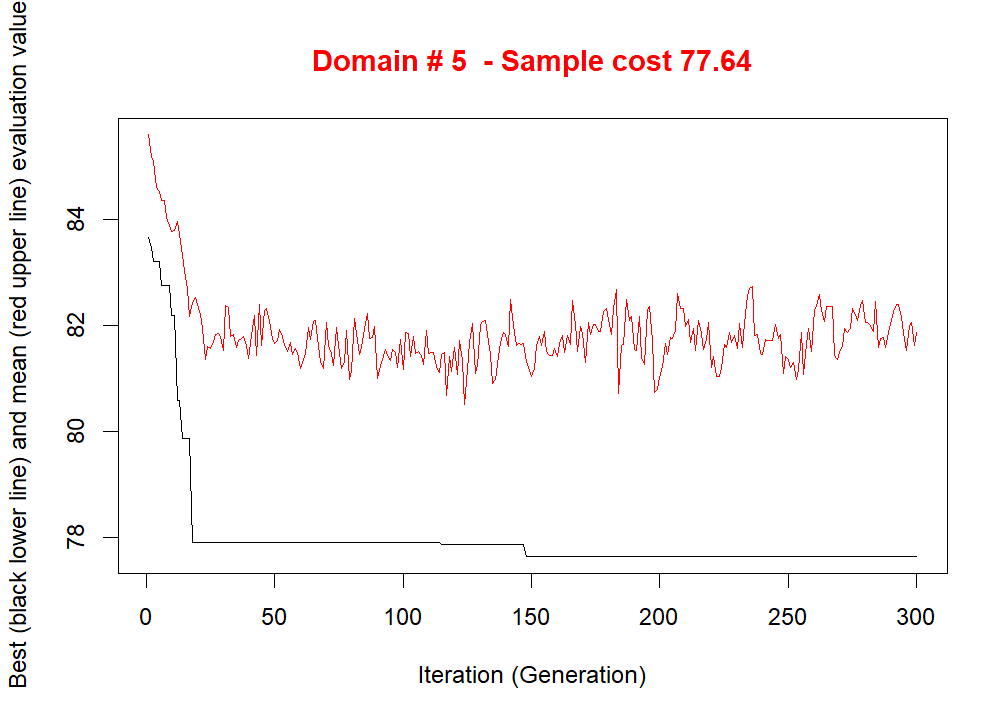 Domain # 5  - Sample cost 77.64
Best (black lower line) and mean (red upper line) evaluation value
84
82
80
78
0 50 100 150 200 250 300
Iteration (Generation)